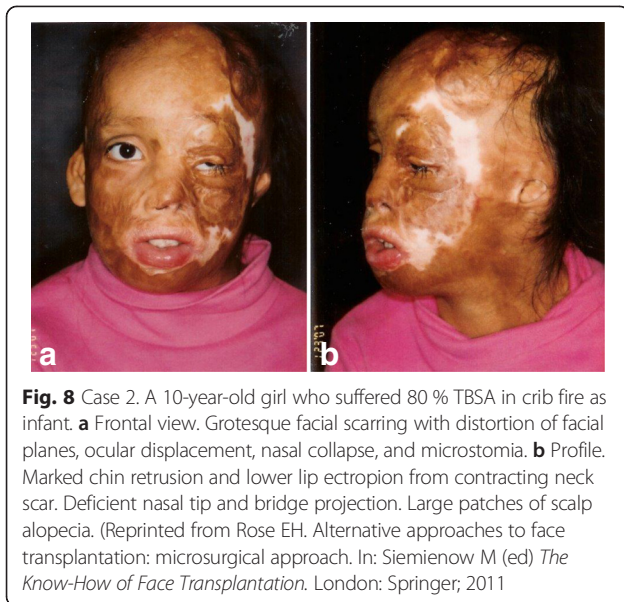 a
b
Fig. 8 Case 2. A 10-year-old girl who suffered 80 % TBSA in crib fire as
infant. a Frontal view. Grotesque facial scarring with distortion of facial
planes, ocular displacement, nasal collapse, and microstomia. b Profile.
Marked chin retrusion and lower lip ectropion from contracting neck
scar. Deficient nasal tip and bridge projection. Large patches of scalp
alopecia. (Reprinted from Rose EH. Alternative approaches to face
transplantation: microsurgical approach. In: Siemienow M (ed) The
Know-How of Face Transplantation. London: Springer; 2011